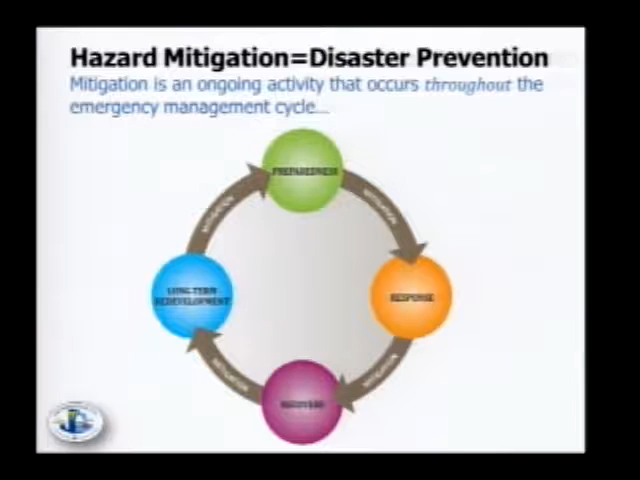 Hazard Mitigation=Disaster Prevention
Mitigation is an ongoing activity that occurs throughout the
emergency management cycle...
PREPAREDNESS
MITIGATION
MITIGATION
LONG TERM
REDEVELOPMENT
RESPONSE
MITIGATION
MITIGATION
RECOVERY